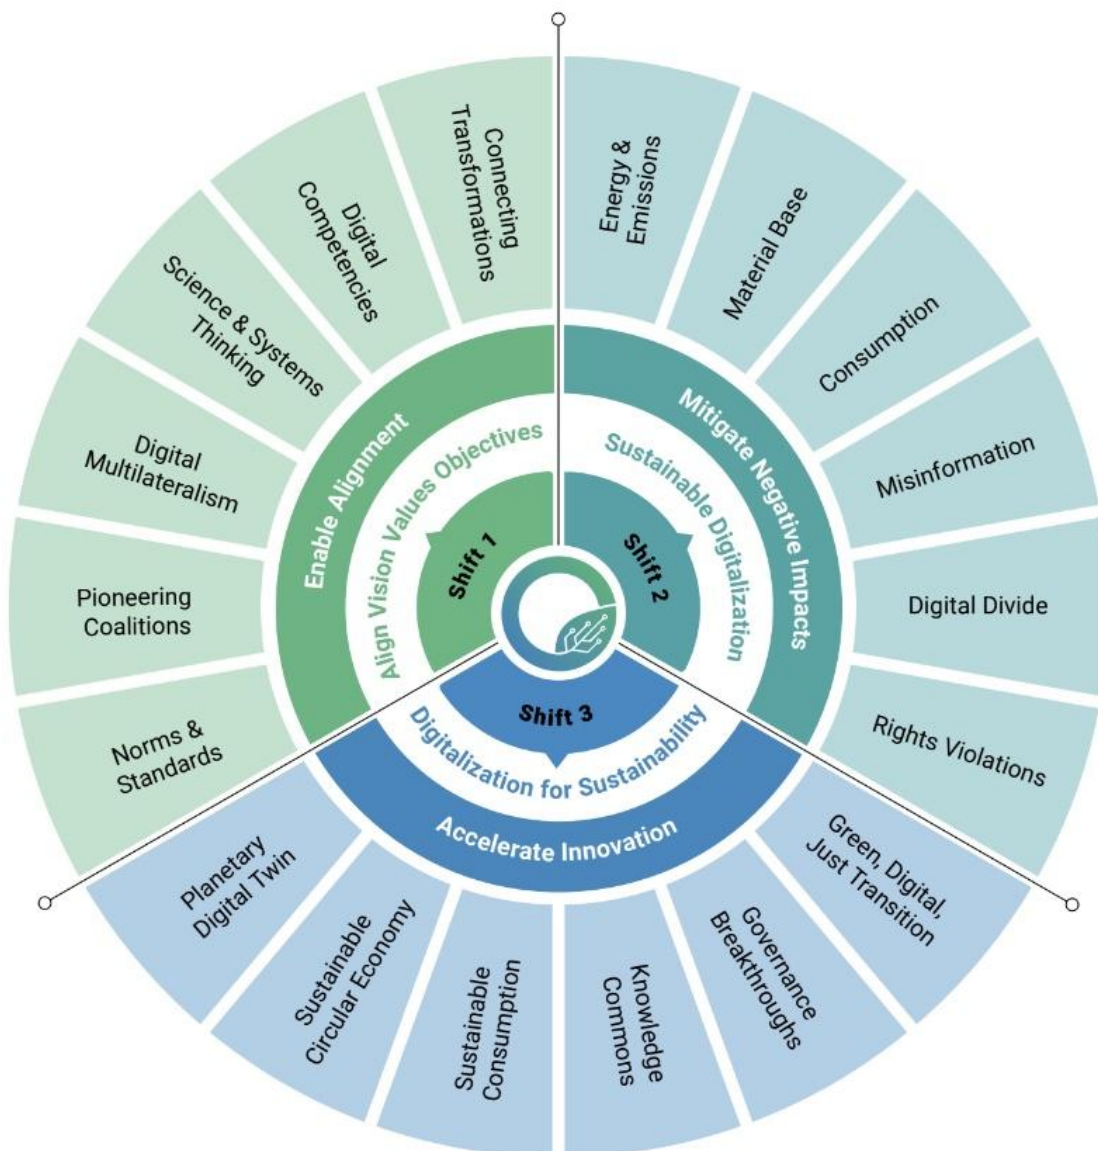 Connecting
Transformations
Digital
Competencies
Science & Systems
Thinking
Digital
Multilateralism
Pioneering
Coalitions
Norms &
Standards
Enable Alignment
Align Vision Values Objectives
Shift 1
Energy &
Emissions
Material Base
Consumption
Misinformation
Digital Divide
Rights Violations
Mitigate Negative Impacts
Sustainable Digitalization
Shift 2
Shift 3
Digitalization for Sustainability
Accelerate Innovation
Planetary
Digital Twin
Sustainable
Circular Economy
Sustainable
Consumption
Knowledge
Commons
Governance
Breakthroughs
Green, Digital,
Just Transition